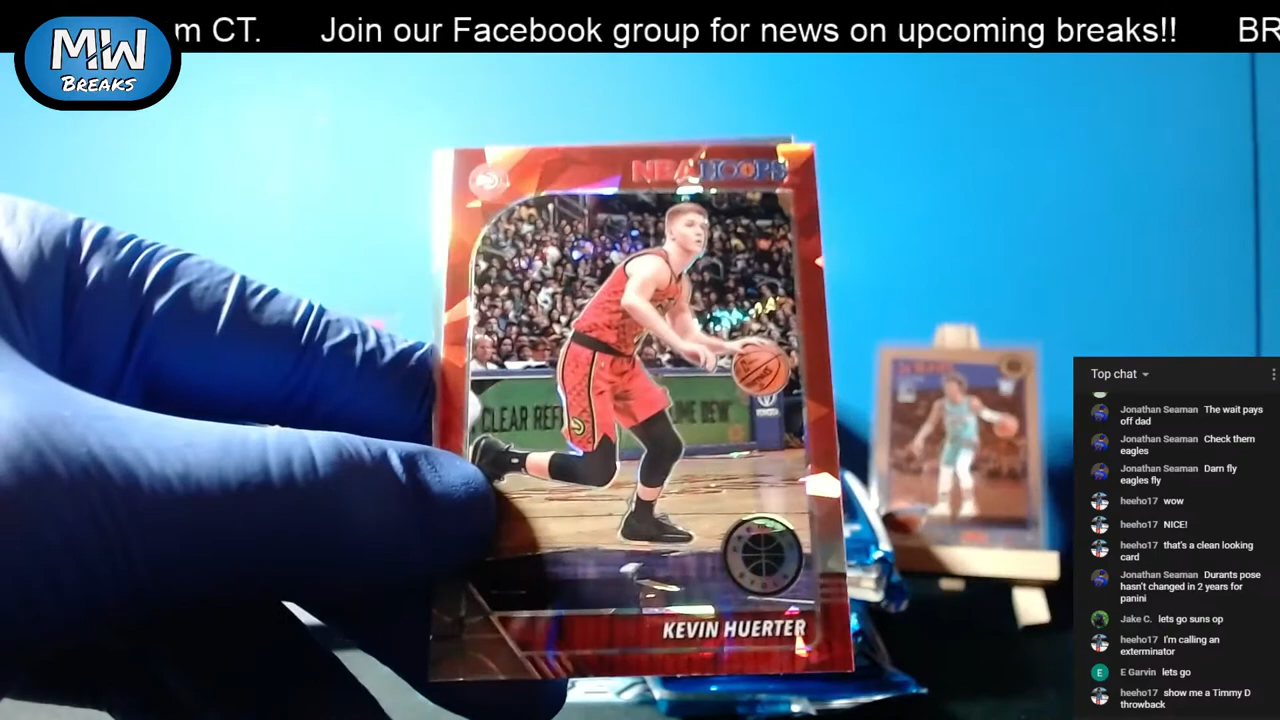 m CT. Join our Facebook group for news on upcoming breaks!! BR
MW
BREAKS
NBA HOOPS
CLEAR REF
KEVIN HUERTER
Top chat
Jonathan Seaman The wait pays
off dad
Jonathan Seaman Check them
eagles
Jonathan Seaman Darn fly
eagles fly
heeho17 wow
heeho17 NICE!
heeho17 that's a clean looking
card
Jonathan Seaman Durants pose
hasn't changed in 2 years for
panini
Jake C. lets go suns op
heeho17 I'm calling an
exterminator
E
E Garvin lets go
heeho17 show me a Timmy D
throwback